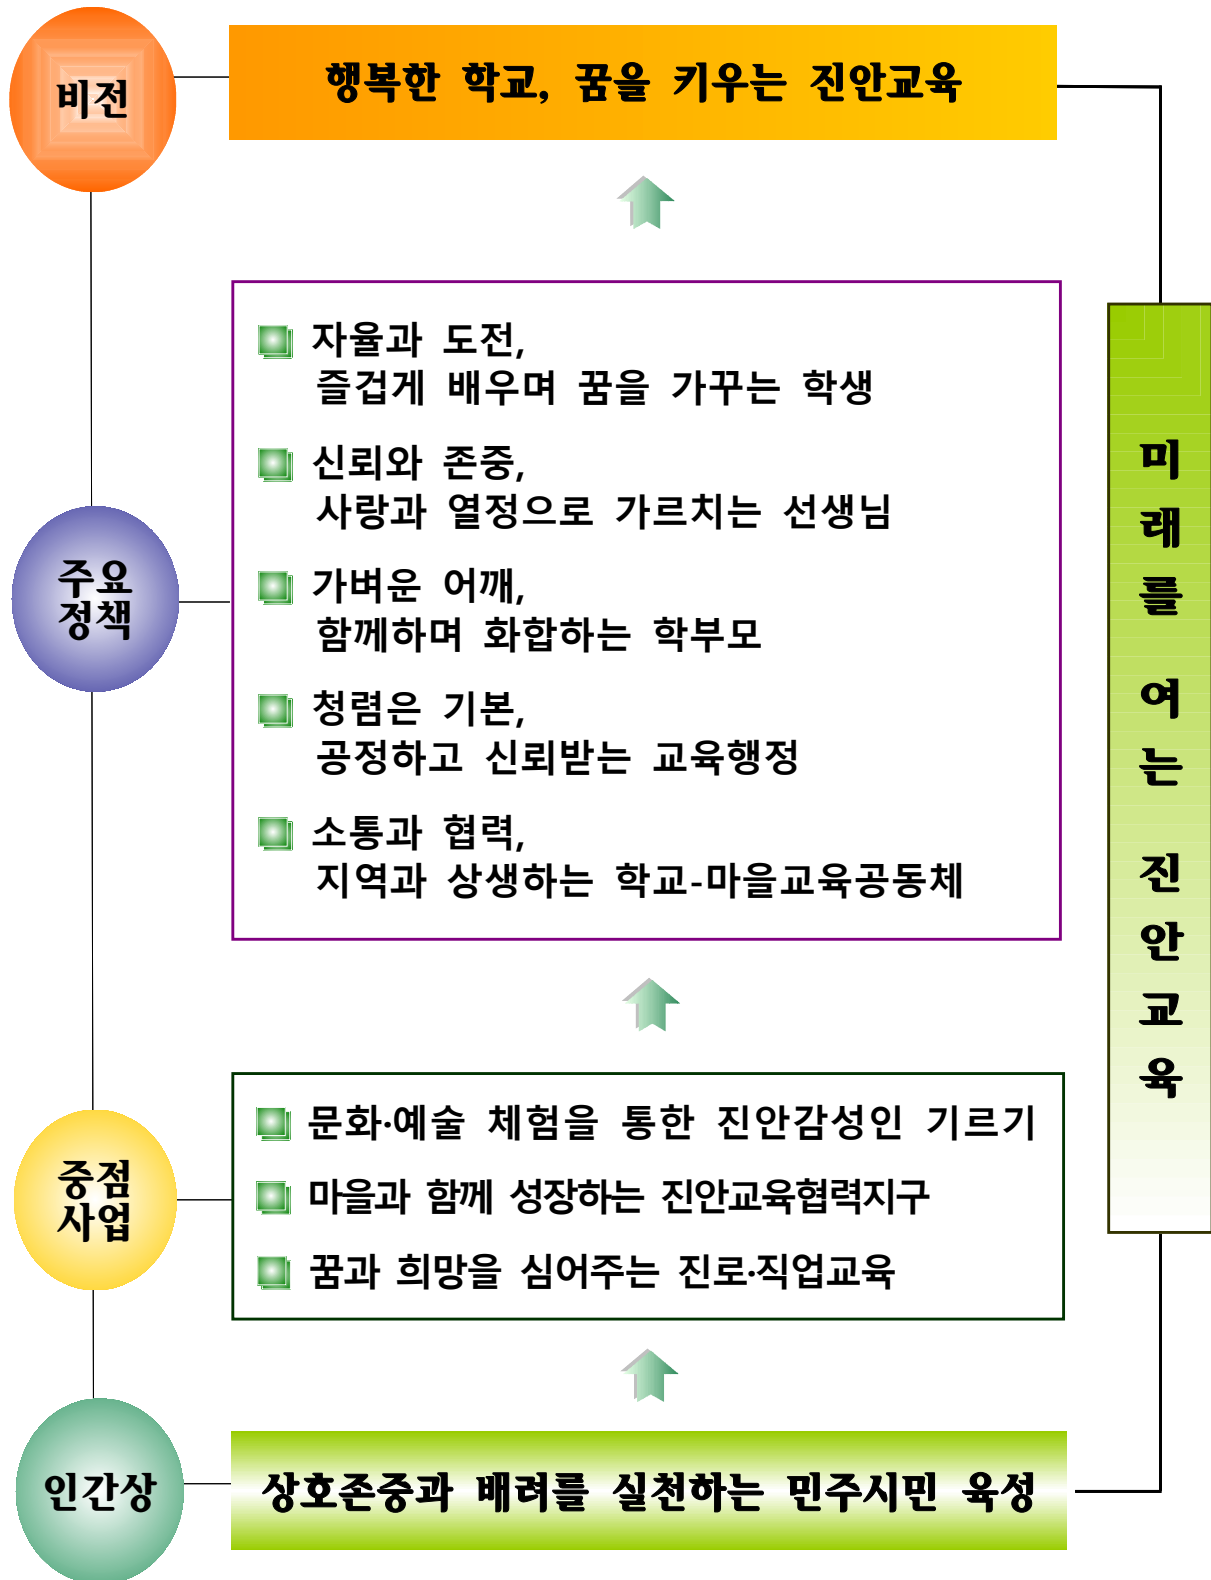 비전
행복한 학교, 꿈을 키우는 진안교육
주요
정책
자율과 도전,
즐겁게 배우며 꿈을 가꾸는 학생
신뢰와 존중,
사랑과 열정으로 가르치는 선생님
가벼운 어깨,
함께하며 화합하는 학부모
청렴은 기본,
공정하고 신뢰받는 교육행정
소통과 협력,
지역과 상생하는 학교-마을교육공동체
중점
사업
문화·예술 체험을 통한 진안감성인 기르기
마을과 함께 성장하는 진안교육협력지구
꿈과 희망을 심어주는 진로·직업교육
인간상
상호존중과 배려를 실천하는 민주시민 육성
미래를 여는 진안교육